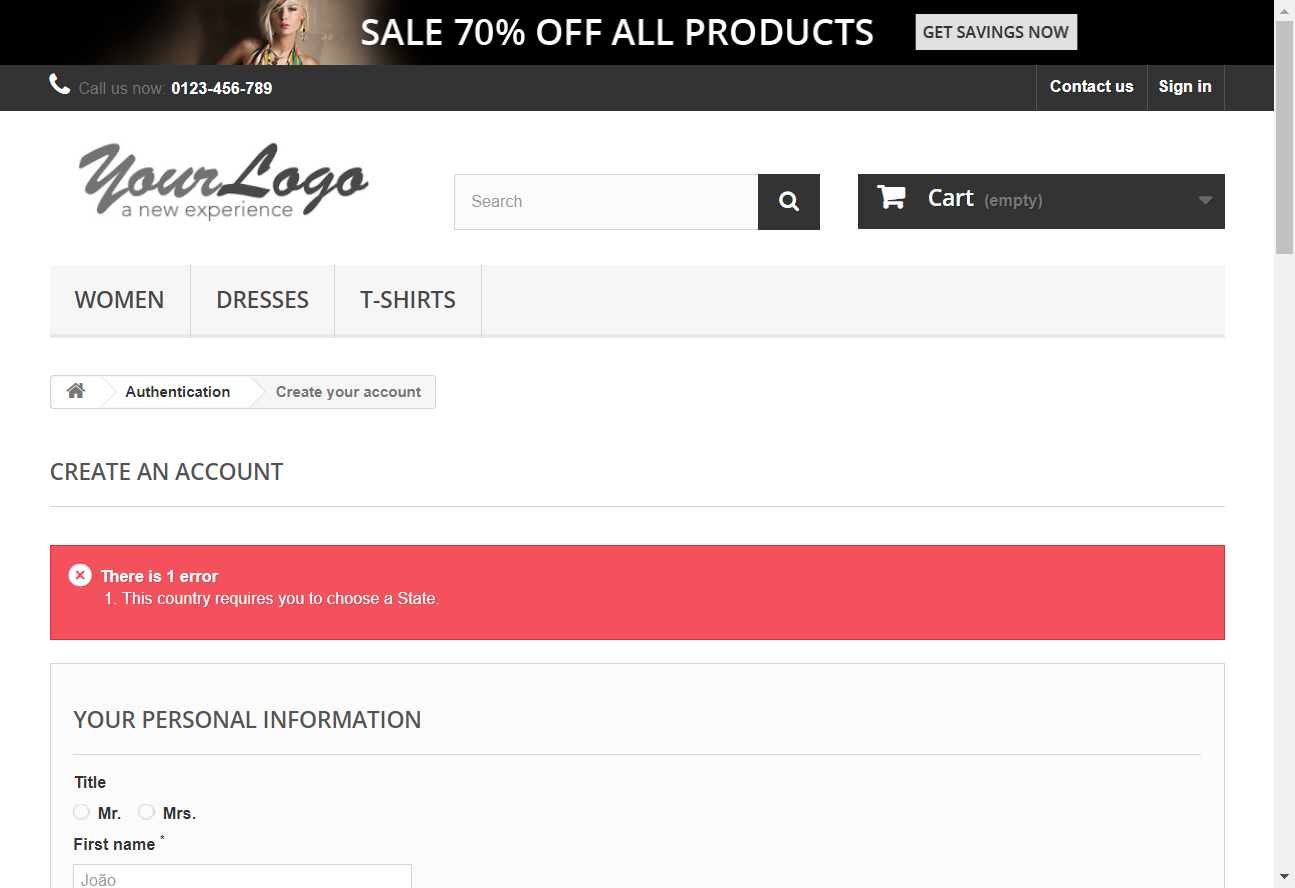 SALE 70% OFF ALL PRODUCTS GET SAVINGS NOW
Call us now: 0123-456-789 Contact us Sign in
YourLogo
a new experience
Search
Cart (empty)
WOMEN DRESSES T-SHIRTS
Authentication Create your account
CREATE AN ACCOUNT
There is 1 error
1. This country requires you to choose a State.
YOUR PERSONAL INFORMATION
Title
Mr. Mrs.
First name *
João